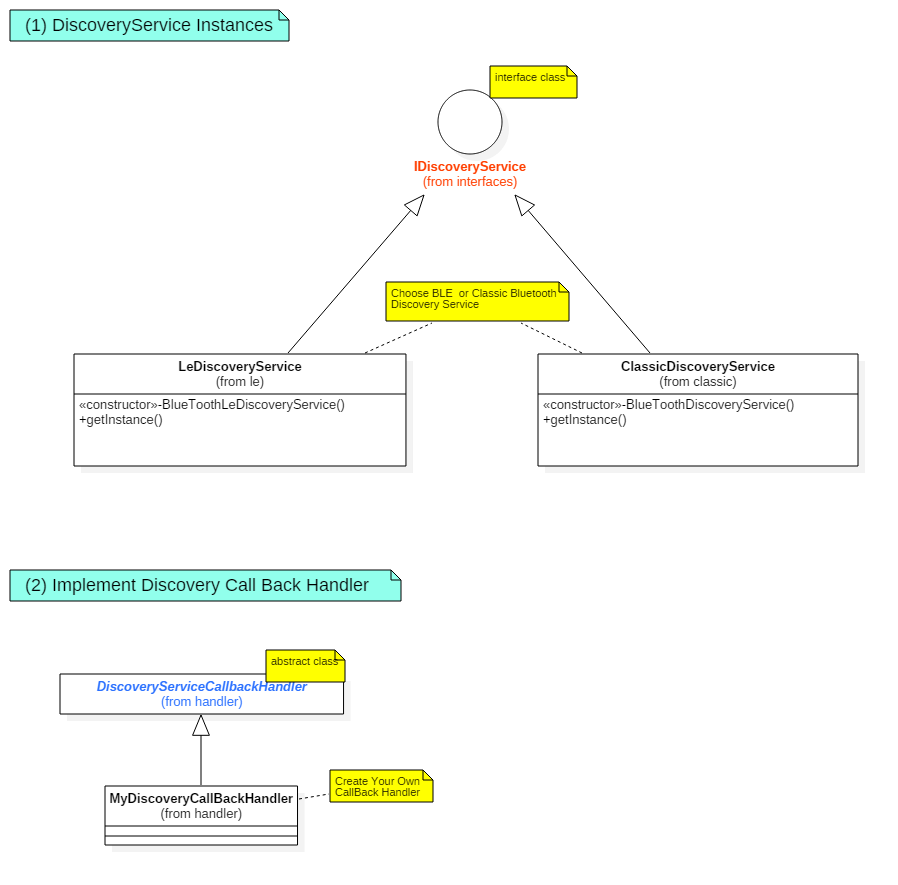 (1) DiscoveryService Instances
interface class
IDiscoveryService
(from interfaces)
Choose BLE  or Classic Bluetooth
Discovery Service
LeDiscoveryService
(from le)
«constructor»-BlueToothLeDiscoveryService()
+getInstance()
ClassicDiscoveryService
(from classic)
«constructor»-BlueToothDiscoveryService()
+getInstance()
(2) Implement Discovery Call Back Handler
abstract class
DiscoveryServiceCallbackHandler
(from handler)
Create Your Own
CallBack Handler
MyDiscoveryCallBackHandler
(from handler)